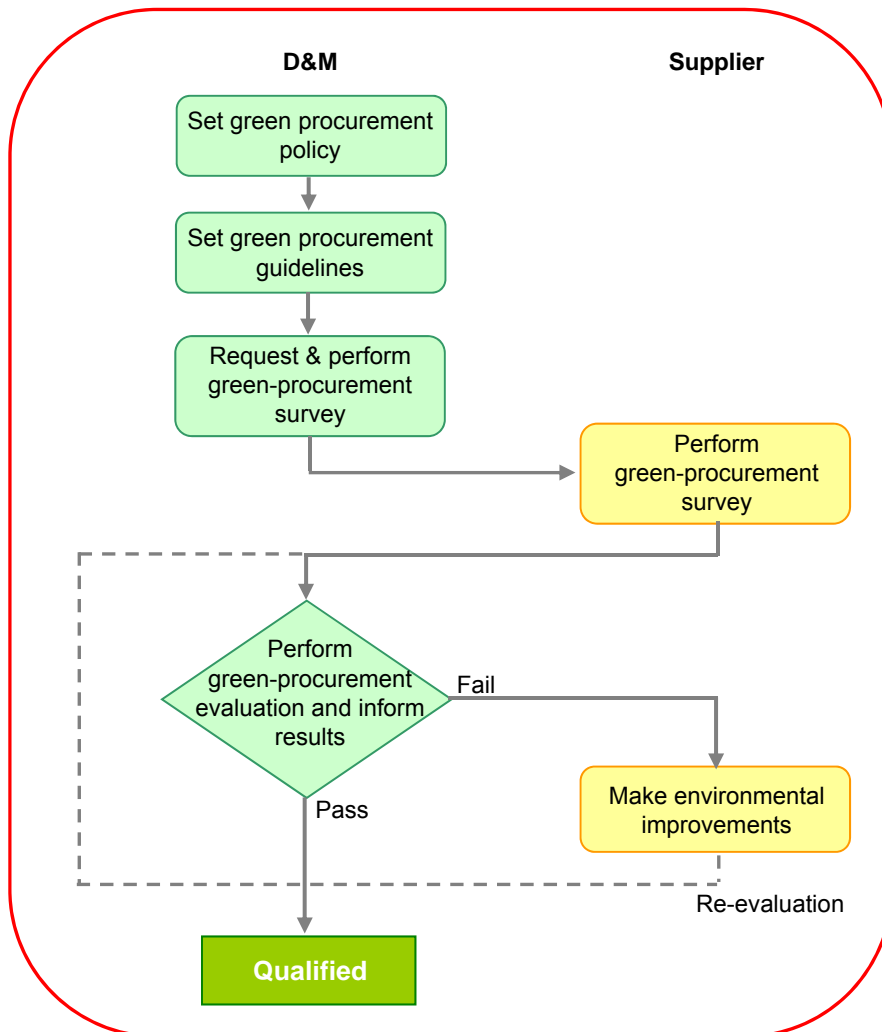 D&M
Supplier
Set green procurement
policy
Set green procurement
guidelines
Request & perform
green-procurement
survey
Perform
green-procurement
survey
Perform
green-procurement
evaluation and inform
results
Fail
Pass
Make environmental
improvements
Re-evaluation
Qualified